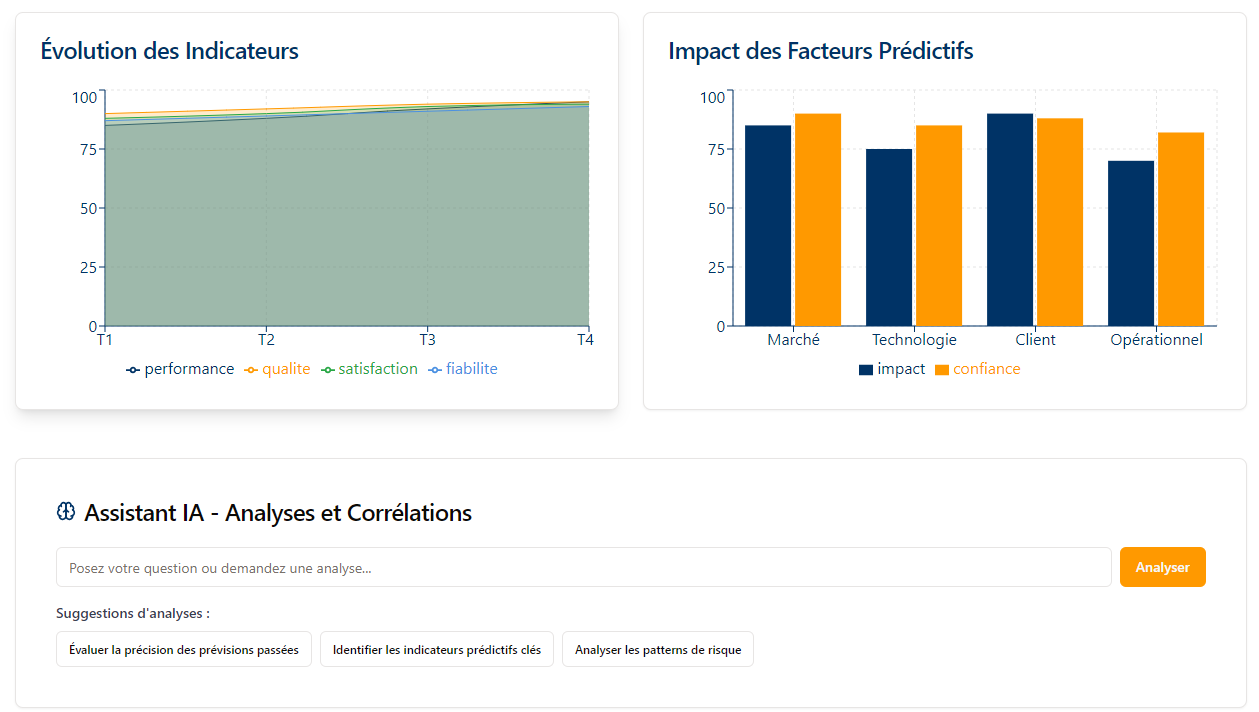 Évolution des Indicateurs
100
75
50
25
0
T1 T2 T3 T4
performance qualite satisfaction fiabilite
Impact des Facteurs Prédictifs
100
75
50
25
0
Marché Technologie Client Opérationnel
impact confiance
Assistant IA - Analyses et Corrélations
Posez votre question ou demandez une analyse... Analyser
Suggestions d'analyses :
Évaluer la précision des prévisions passées Identifier les indicateurs prédictifs clés Analyser les patterns de risque